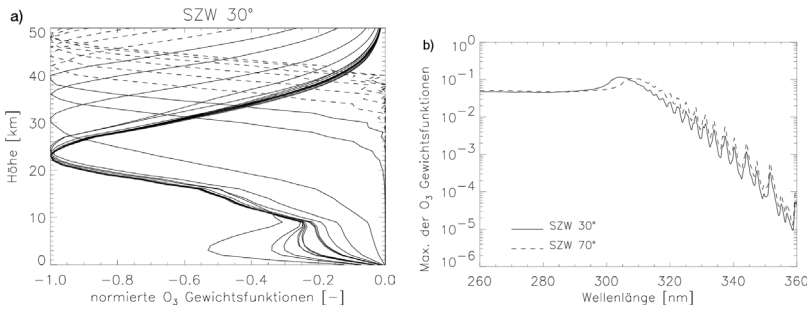 a)
SZW 30°
50
40
30
20
10
0
Höhe [km]
-1.0 -0.8 -0.6 -0.4 -0.2 0.0
normierte O₃ Gewichtsfunktionen [-]
b)
10⁰
10⁻¹
10⁻²
10⁻³
10⁻⁴
10⁻⁵
10⁻⁶
Max. der O₃ Gewichtsfunktionen
SZW 30°
SZW 70°
260 280 300 320 340 360
Wellenlänge [nm]